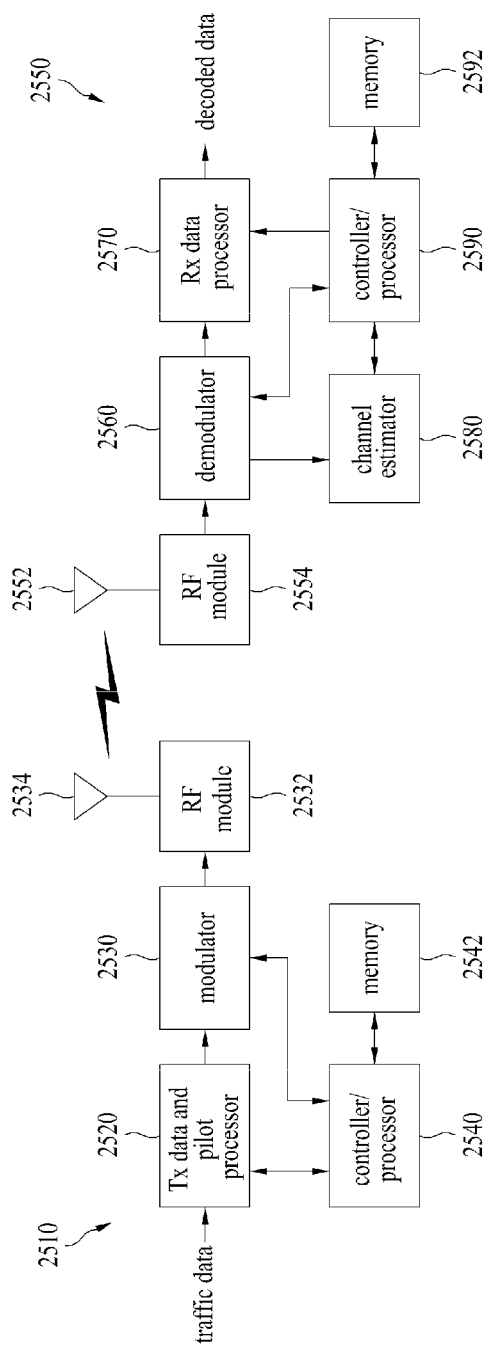 2510
traffic data
2520
Tx data and
pilot
processor
2530
modulator
2534
RF
module
2532
controller/
processor
2540
memory
2542
2550
2552
RF
module
2554
2560
demodulator
2570
Rx data
processor
decoded data
channel
estimator
2580
controller/
processor
2590
memory
2592